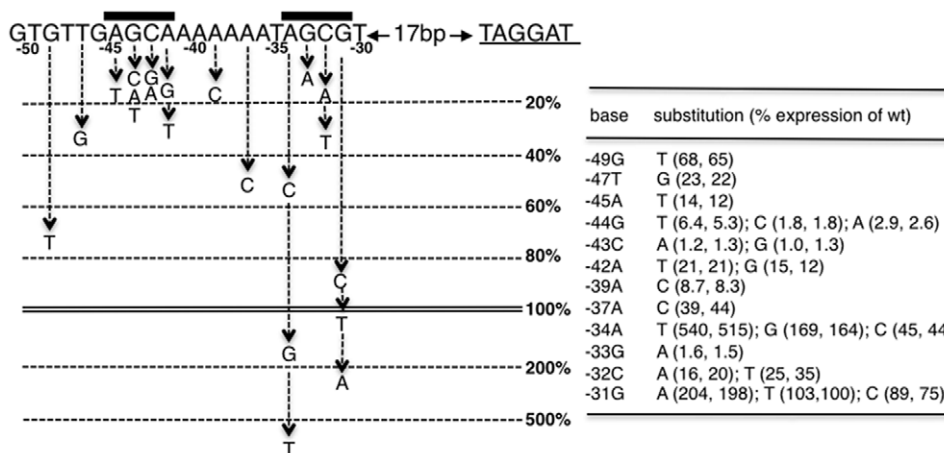 GTGTTGAGCAAAAAAAATAGCGT 17bp TAGGAT
-50 -45 -40 -35 -30
T C G G C A A
A A
T T 20% T
G
40%
C C
60%
T
80%
C
100%
T
G
200%
A
500%
T
base substitution (% expression of wt)
-49G T (68, 65)
-47T G (23, 22)
-45A T (14, 12)
-44G T (6.4, 5.3); C (1.8, 1.8); A (2.9, 2.6)
-43C A (1.2, 1.3); G (1.0, 1.3)
-42A T (21, 21); G (15, 12)
-39A C (8.7, 8.3)
-37A C (39, 44)
-34A T (540, 515); G (169, 164); C (45, 44
-33G A (1.6, 1.5)
-32C A (16, 20); T (25, 35)
-31G A (204, 198); T (103,100); C (89, 75)